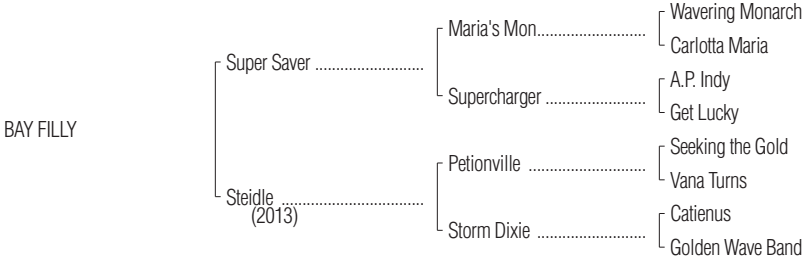 Wavering Monarch
Maria's Mon..........................
Carlotta Maria
Super Saver ..........................
A.P. Indy
Supercharger ........................
Get Lucky
BAY FILLY
Seeking the Gold
Petionville ............................
Vana Turns
Steidle ..................................
(2013)
Catienus
Storm Dixie ..........................
Golden Wave Band